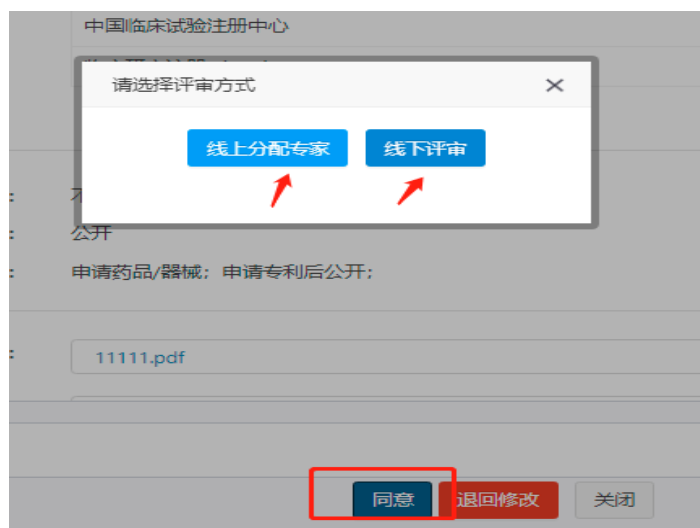 中国临床试验注册中心
请选择评审方式
×
线上分配专家 线下评审
:
: 公开
: 申请药品/器械; 申请专利后公开;
: 11111.pdf
同意 退回修改 关闭